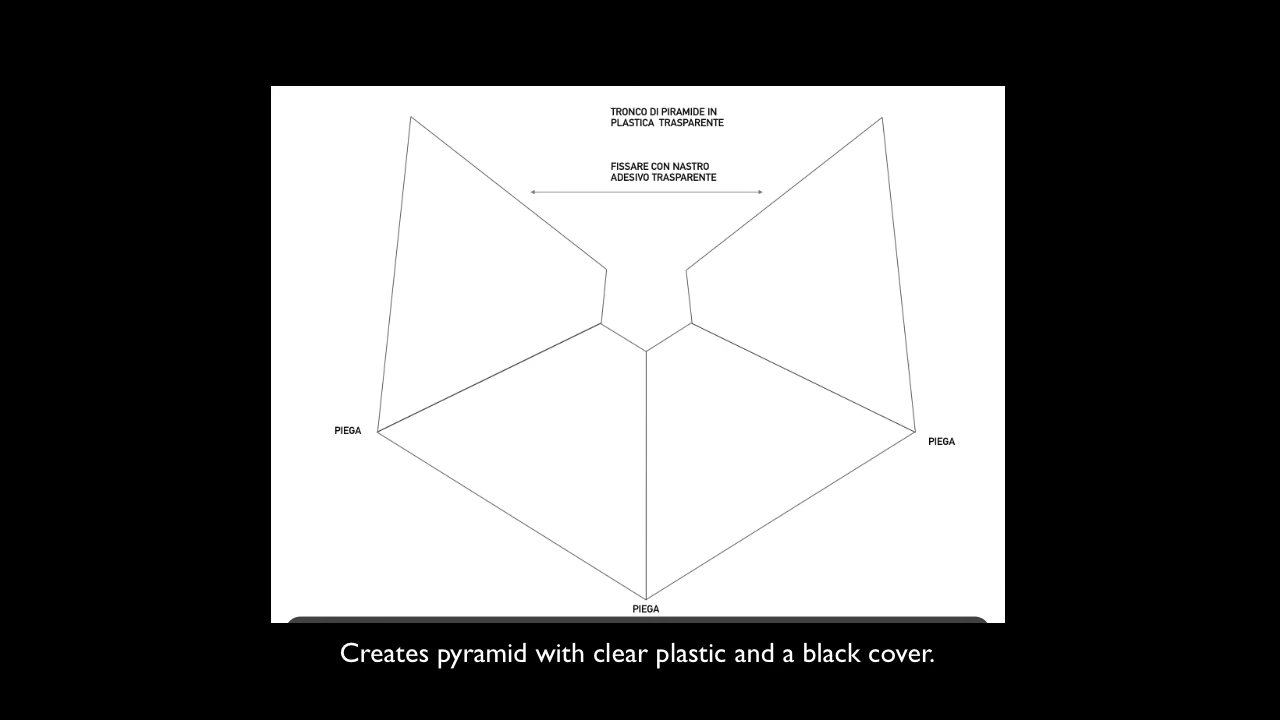 TRONCO DI PIRAMIDE IN
PLASTICA TRASPARENTE
FISSARE CON NASTRO
ADESIVO TRASPARENTE
PIEGA
PIEGA
PIEGA
Creates pyramid with clear plastic and a black cover.